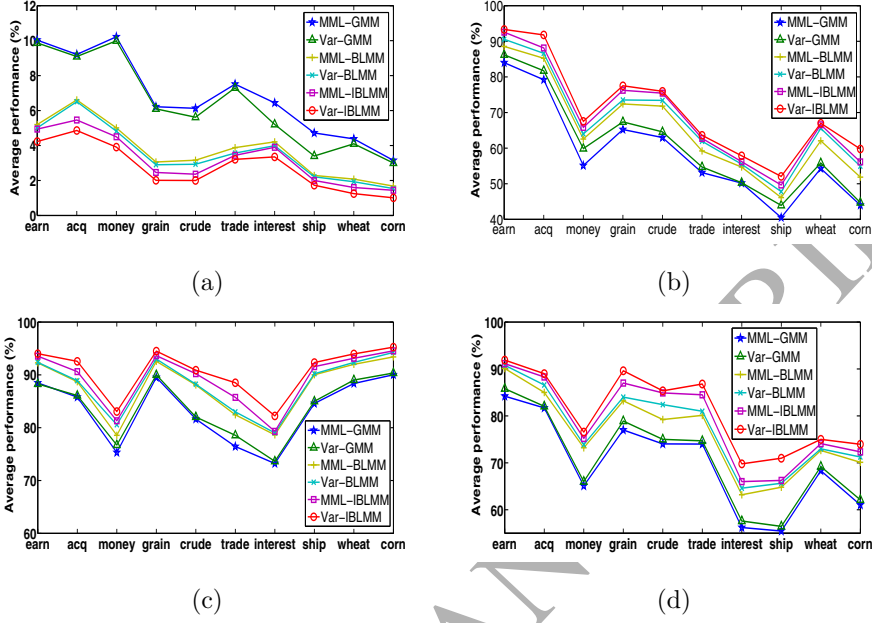 Average performance (%)
12
10
8
6
4
2
0
MML-GMM
Var-GMM
MML-BLMM
Var-BLMM
MML-IBLMM
Var-IBLMM
earn acq money grain crude trade interest ship wheat corn
(a)
Average performance (%)
100
90
80
70
60
50
40
MML-GMM
Var-GMM
MML-BLMM
Var-BLMM
MML-IBLMM
Var-IBLMM
earn acq money grain crude trade interest ship wheat corn
(b)
Average performance (%)
100
90
80
70
60
MML-GMM
Var-GMM
MML-BLMM
Var-BLMM
MML-IBLMM
Var-IBLMM
earn acq money grain crude trade interest ship wheat corn
(c)
Average performance (%)
100
90
80
70
60
MML-GMM
Var-GMM
MML-BLMM
Var-BLMM
MML-IBLMM
Var-IBLMM
earn acq money grain crude trade interest ship wheat corn
(d)